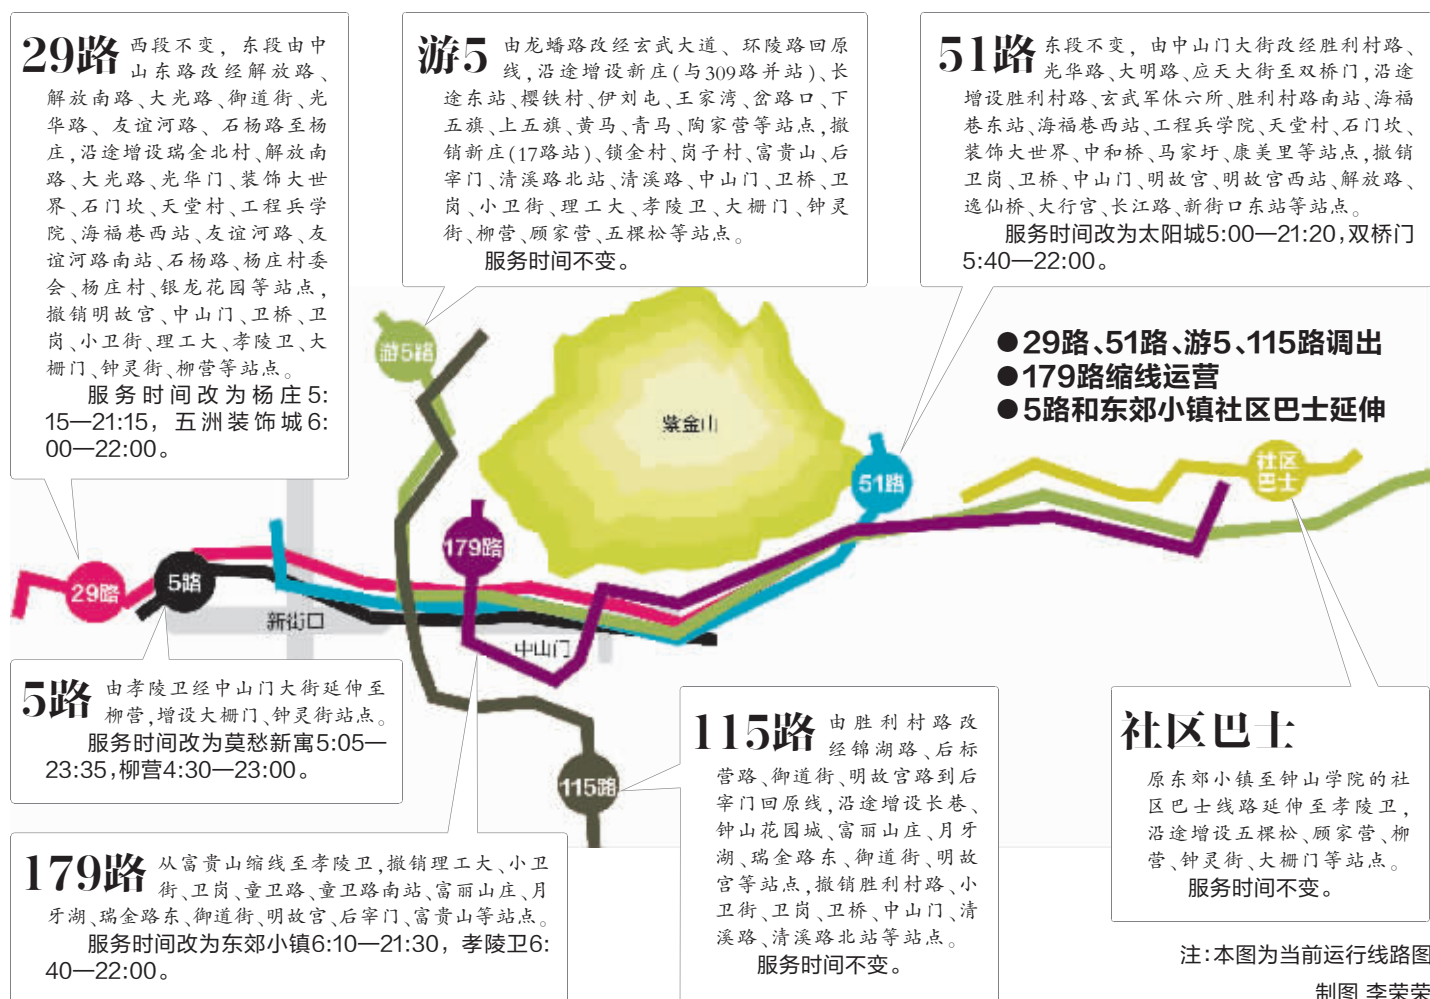 29路 西段不变，东段由中
山东路改经解放路、
解放南路、大光路、御道街、光
华路、友谊河路、石杨路至杨
庄，沿途增设瑞金北村、解放南
路、大光路、光华门、装饰大世
界、石门坎、天堂村、工程兵学
院、海福巷西站、友谊河路、友
谊河路南站、石杨路、杨庄村委
会、杨庄村、银龙花园等站点，
撤销明故宫、中山门、卫桥、卫
岗、小卫街、理工大、孝陵卫、大
栅门、钟灵街、柳营等站点。
服务时间改为杨庄5:
15—21:15，五洲装饰城6:
00—22:00。
游5 由龙蟠路改经玄武大道、环陵路回原
线，沿途增设新庄(与309路并站)、长
途东站、樱铁村、伊刘屯、王家湾、岔路口、下
五旗、上五旗、黄马、青马、陶家营等站点，撤
销新庄(17路站)、锁金村、岗子村、富贵山、后
宰门、清溪路北站、清溪路、中山门、卫桥、卫
岗、小卫街、理工大、孝陵卫、大栅门、钟灵
街、柳营、顾家营、五棵松等站点。
服务时间不变。
51路 东段不变，由中山门大街改经胜利村路、
光华路、大明路、应天大街至双桥门，沿途
增设胜利村路、玄武军休六所、胜利村路南站、海福
巷东站、海福巷西站、工程兵学院、天堂村、石门坎、
装饰大世界、中和桥、马家圩、康美里等站点，撤销
卫岗、卫桥、中山门、明故宫、明故宫西站、解放路、
逸仙桥、大行宫、长江路、新街口东站等站点。
服务时间改为太阳城5:00—21:20，双桥门
5:40—22:00。
●29路、51路、游5、115路调出
●179路缩线运营
●5路和东郊小镇社区巴士延伸
游5路
紫金山
51路
社区
巴士
179路
29路
5路
新街口
中山门
115路
5路 由孝陵卫经中山门大街延伸至
柳营，增设大栅门、钟灵街站点。
服务时间改为莫愁新寓5:05—
23:35，柳营4:30—23:00。
179路 从富贵山缩线至孝陵卫，撤销理工大、小卫
街、卫岗、童卫路、童卫路南站、富丽山庄、月
牙湖、瑞金路东、御道街、明故宫、后宰门、富贵山等站点。
服务时间改为东郊小镇6:10—21:30，孝陵卫6:
40—22:00。
115路 由胜利村路改
经锦湖路、后标
营路、御道街、明故宫路到后
宰门回原线，沿途增设长巷、
钟山花园城、富丽山庄、月牙
湖、瑞金路东、御道街、明故
宫等站点，撤销胜利村路、小
卫街、卫岗、卫桥、中山门、清
溪路、清溪路北站等站点。
服务时间不变。
社区巴士
原东郊小镇至钟山学院的社
区巴士线路延伸至孝陵卫，
沿途增设五棵松、顾家营、柳
营、钟灵街、大栅门等站点。
服务时间不变。
注：本图为当前运行线路图
制图 李荣荣